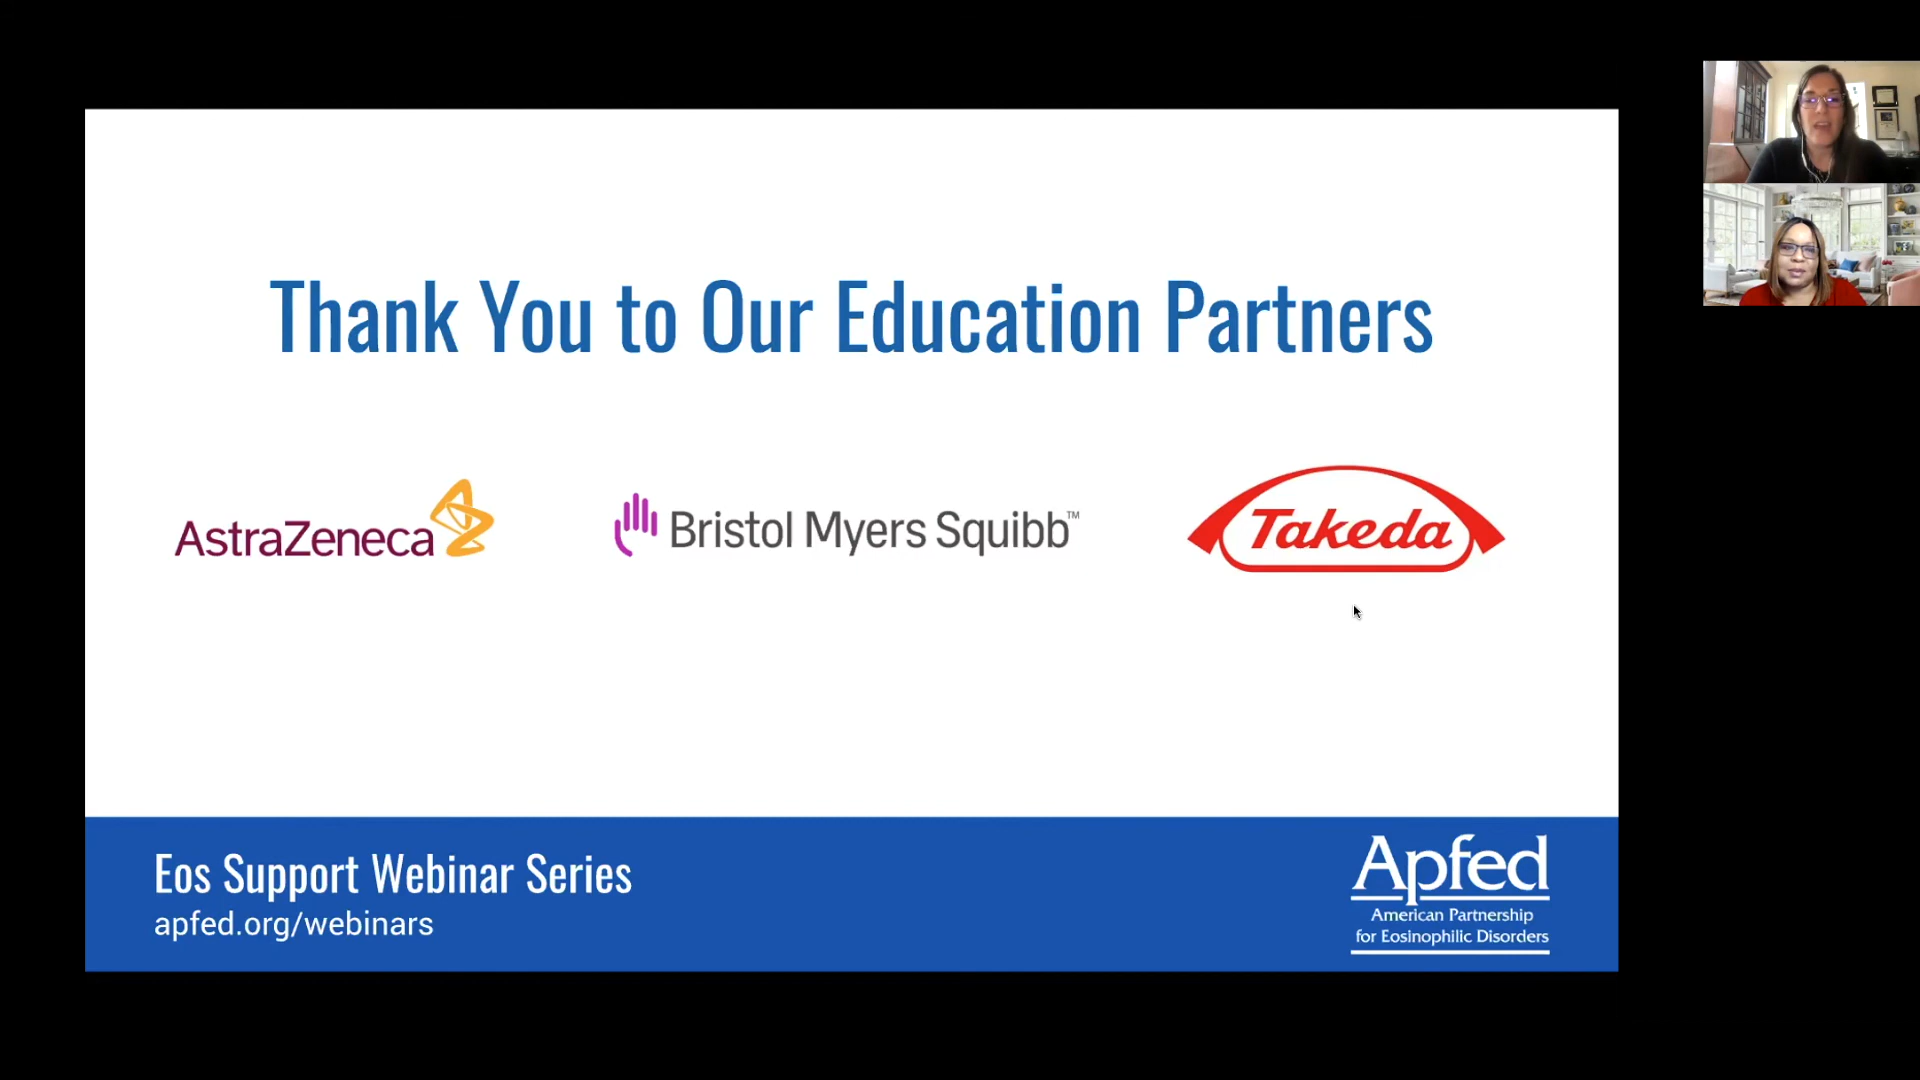 Thank You to Our Education Partners
AstraZeneca
Bristol Myers Squibb™
Takeda
Eos Support Webinar Series
apfed.org/webinars
Apfed
American Partnership
for Eosinophilic Disorders